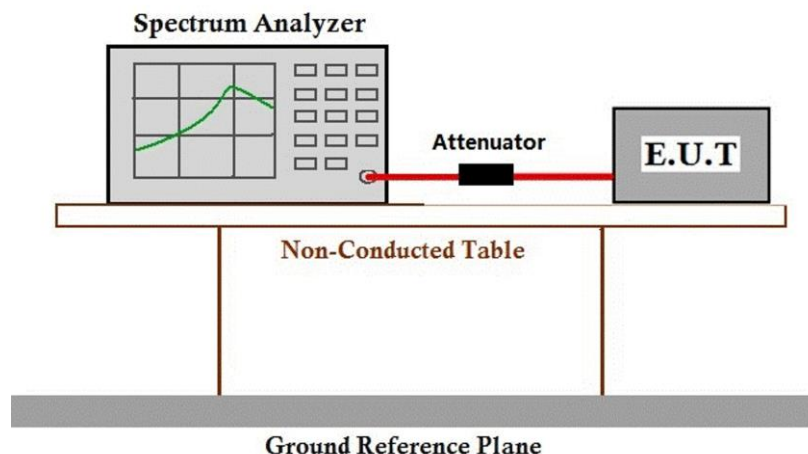 Spectrum Analyzer
Attenuator
E.U.T
Non-Conducted Table
Ground Reference Plane